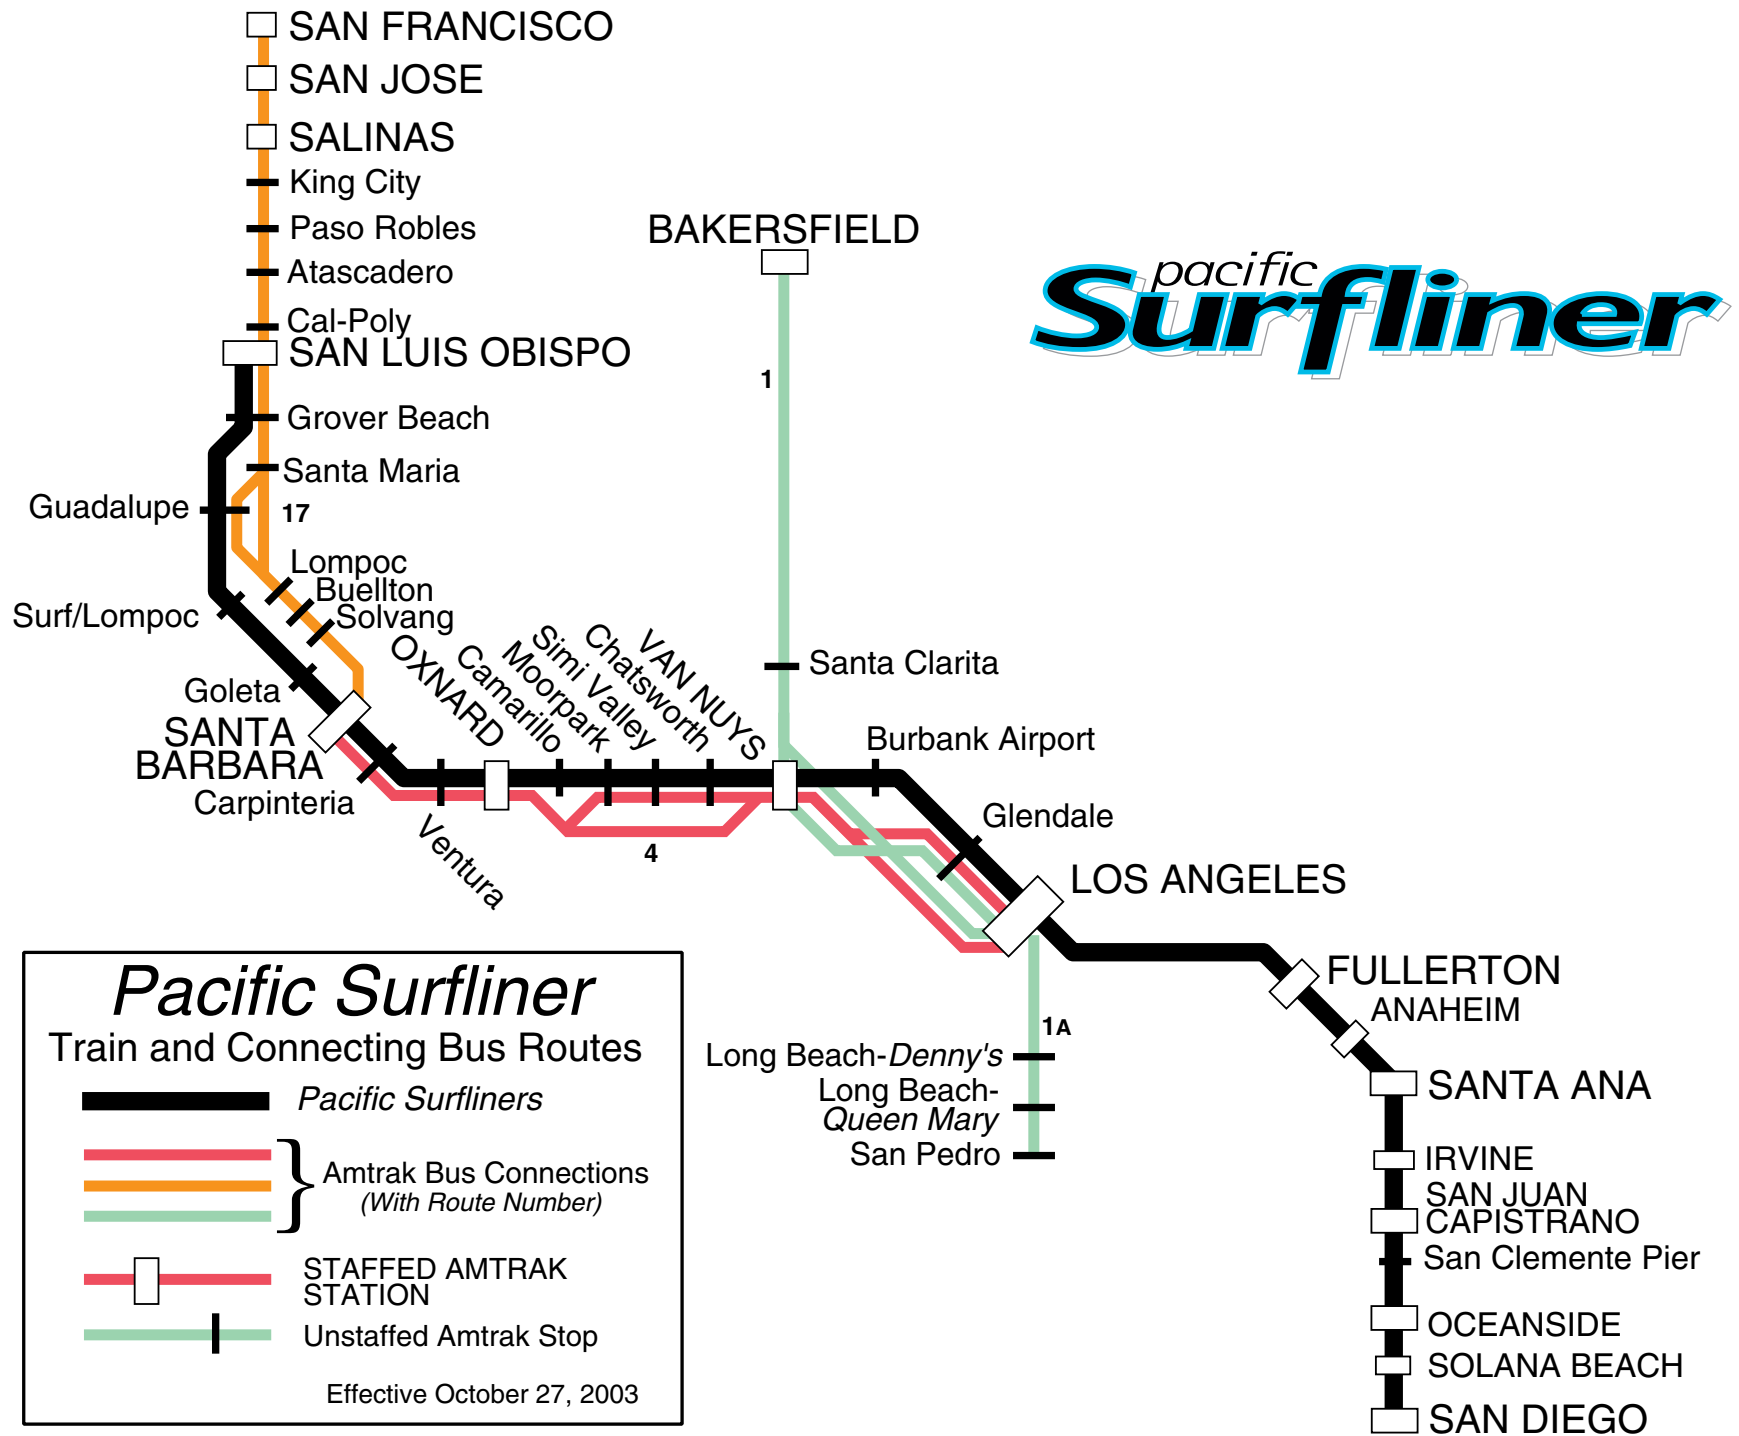 SAN FRANCISCO
SAN JOSE
SALINAS
King City
Paso Robles
Atascadero
Cal-Poly
SAN LUIS OBISPO
Grover Beach
Santa Maria
Guadalupe
17
Lompoc
Buellton
Solvang
Surf/Lompoc
Goleta
SANTA
BARBARA
Carpinteria
Ventura
OXNARD
Camarillo
Moorpark
Simi Valley
Chatsworth
VAN NUYS
4
BAKERSFIELD
1
Santa Clarita
Burbank Airport
Glendale
LOS ANGELES
1A
Long Beach-Denny's
Long Beach-
Queen Mary
San Pedro
FULLERTON
ANAHEIM
SANTA ANA
IRVINE
SAN JUAN
CAPISTRANO
San Clemente Pier
OCEANSIDE
SOLANA BEACH
SAN DIEGO
pacific
Surfliner
Pacific Surfliner
Train and Connecting Bus Routes
Pacific Surfliners
Amtrak Bus Connections
(With Route Number)
STAFFED AMTRAK
STATION
Unstaffed Amtrak Stop
Effective October 27, 2003